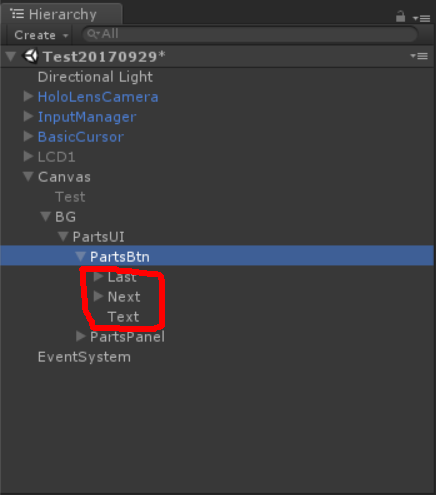 Hierarchy
Create All
Test20170929*
Directional Light
HoloLensCamera
InputManager
BasicCursor
LCD1
Canvas
Test
BG
PartsUI
PartsBtn
Last
Next
Text
PartsPanel
EventSystem